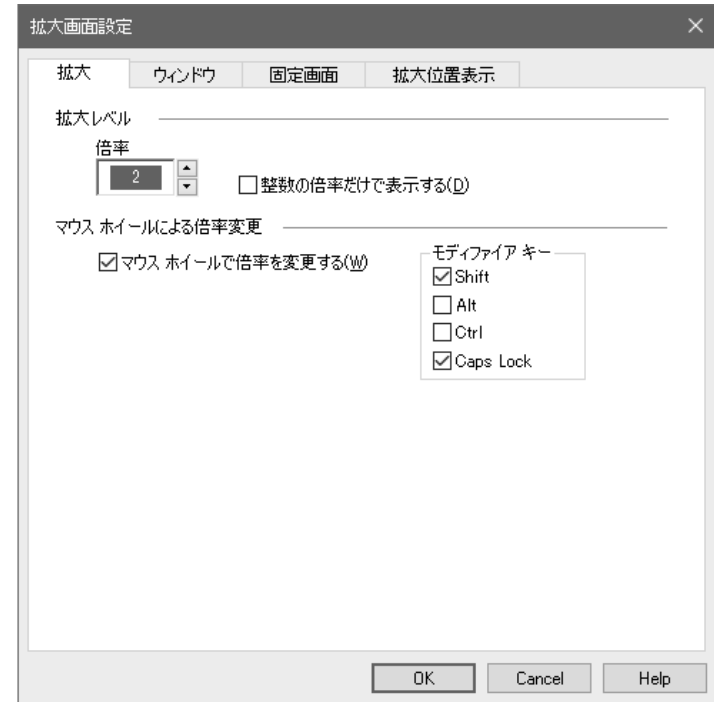 拡大画面設定
拡大 ウィンドウ 固定画面 拡大位置表示
拡大レベル
倍率
2 整数の倍率だけで表示する(D)
マウス ホイールによる倍率変更
マウス ホイールで倍率を変更する(W)
モディファイア キー
Shift
Alt
Ctrl
Caps Lock
OK Cancel Help